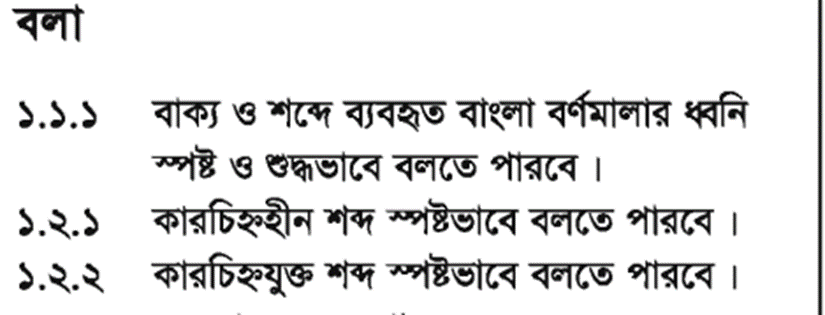 বলা
১.১.১ বাক্য ও শব্দে ব্যবহৃত বাংলা বর্ণমালার ধ্বনি
স্পষ্ট ও শুদ্ধভাবে বলতে পারবে ।
১.২.১ কারচিহ্নহীন শব্দ স্পষ্টভাবে বলতে পারবে ।
১.২.২ কারচিহ্নযুক্ত শব্দ স্পষ্টভাবে বলতে পারবে ।